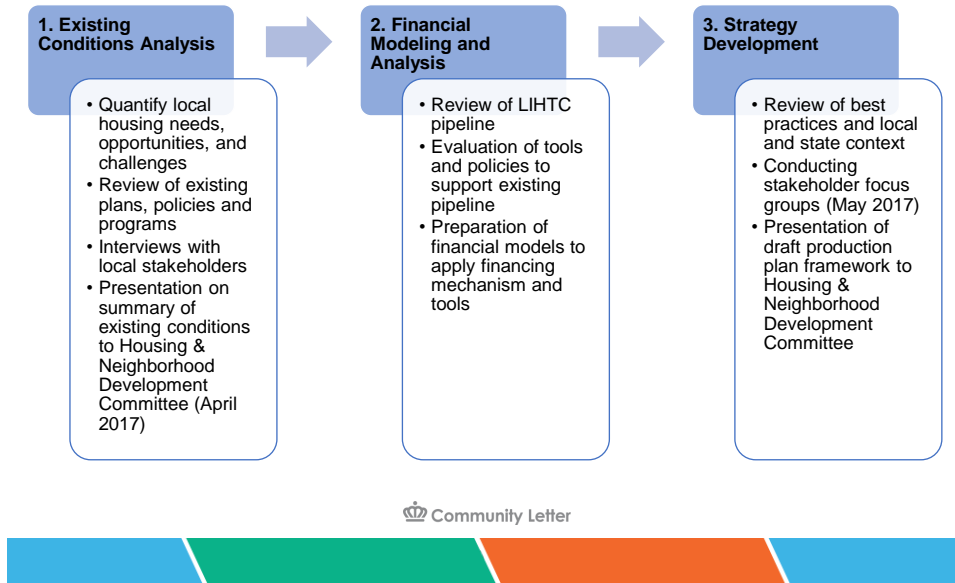 1. Existing
Conditions Analysis
• Quantify local
housing needs,
opportunities, and
challenges
• Review of existing
plans, policies and
programs
• Interviews with
local stakeholders
• Presentation on
summary of
existing conditions
to Housing &
Neighborhood
Development
Committee (April
2017)
2. Financial
Modeling and
Analysis
• Review of LIHTC
pipeline
• Evaluation of tools
and policies to
support existing
pipeline
• Preparation of
financial models to
apply financing
mechanism and
tools
3. Strategy
Development
• Review of best
practices and local
and state context
• Conducting
stakeholder focus
groups (May 2017)
• Presentation of
draft production
plan framework to
Housing &
Neighborhood
Development
Committee
Community Letter